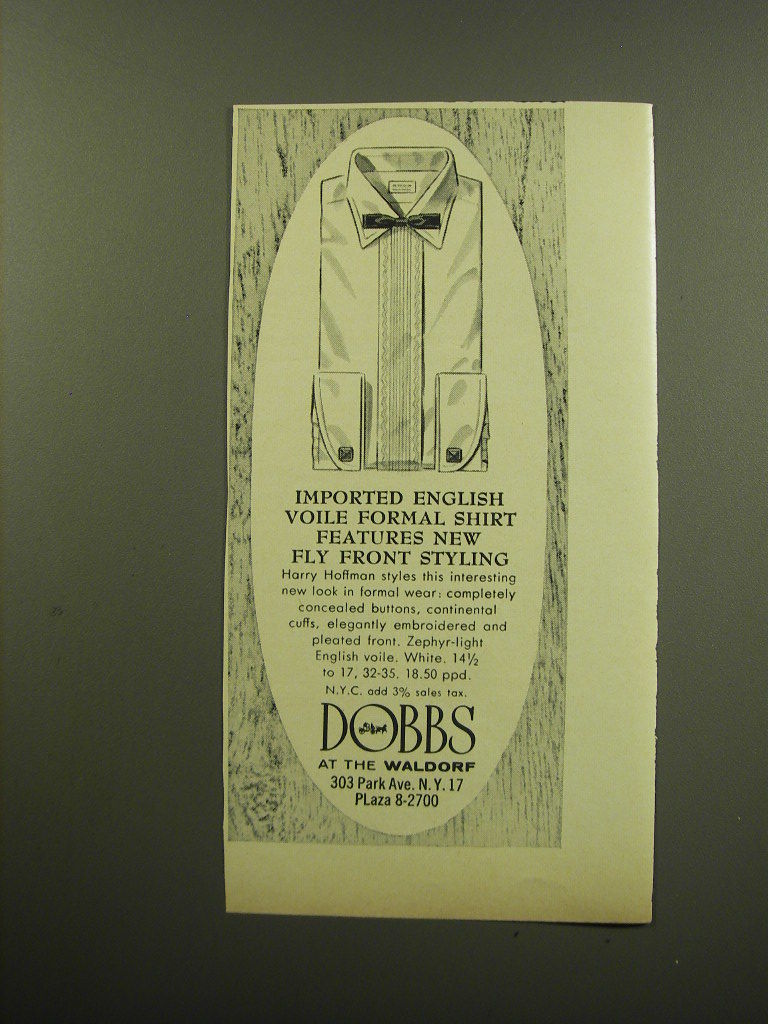 IMPORTED ENGLISH
VOILE FORMAL SHIRT
FEATURES NEW
FLY FRONT STYLING
Harry Hoffman styles this interesting
new look in formal wear: completely
concealed buttons, continental
cuffs, elegantly embroidered and
pleated front. Zephyr-light
English voile. White. 14½
to 17, 32-35. 18.50 ppd.
N.Y.C. add 3% sales tax.
DOBBS
AT THE WALDORF
303 Park Ave. N.Y. 17
PLaza 8-2700